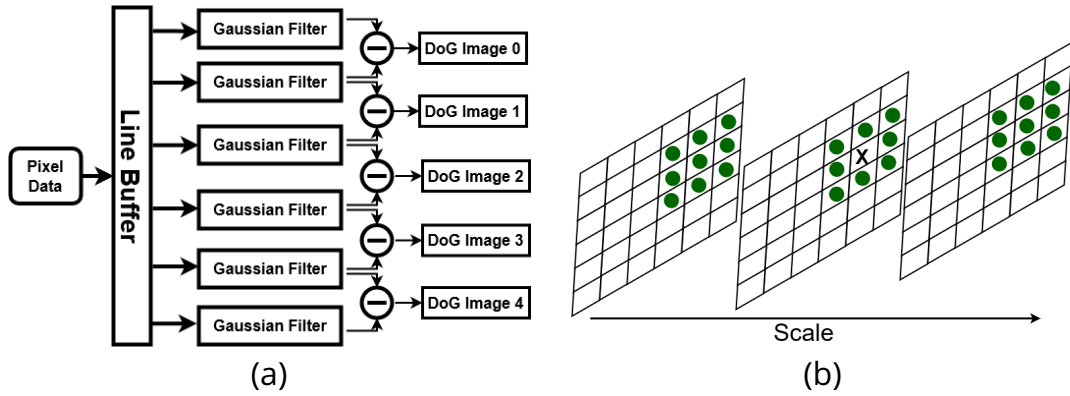 Pixel
Data
Line Buffer
Gaussian Filter
Gaussian Filter
Gaussian Filter
Gaussian Filter
Gaussian Filter
Gaussian Filter
DoG Image 0
DoG Image 1
DoG Image 2
DoG Image 3
DoG Image 4
(a)
X
Scale
(b)